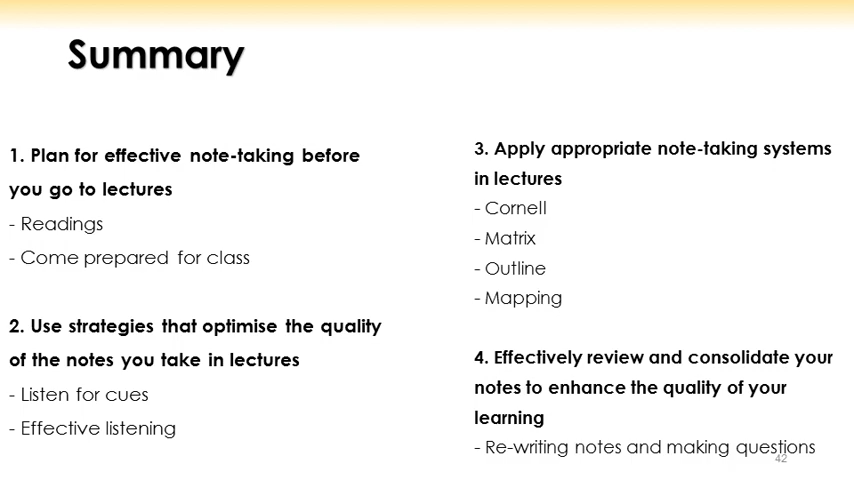 Summary
1. Plan for effective note-taking before
you go to lectures
- Readings
- Come prepared for class
2. Use strategies that optimise the quality
of the notes you take in lectures
- Listen for cues
- Effective listening
3. Apply appropriate note-taking systems
in lectures
- Cornell
- Matrix
- Outline
- Mapping
4. Effectively review and consolidate your
notes to enhance the quality of your
learning
- Re-writing notes and making questions
42